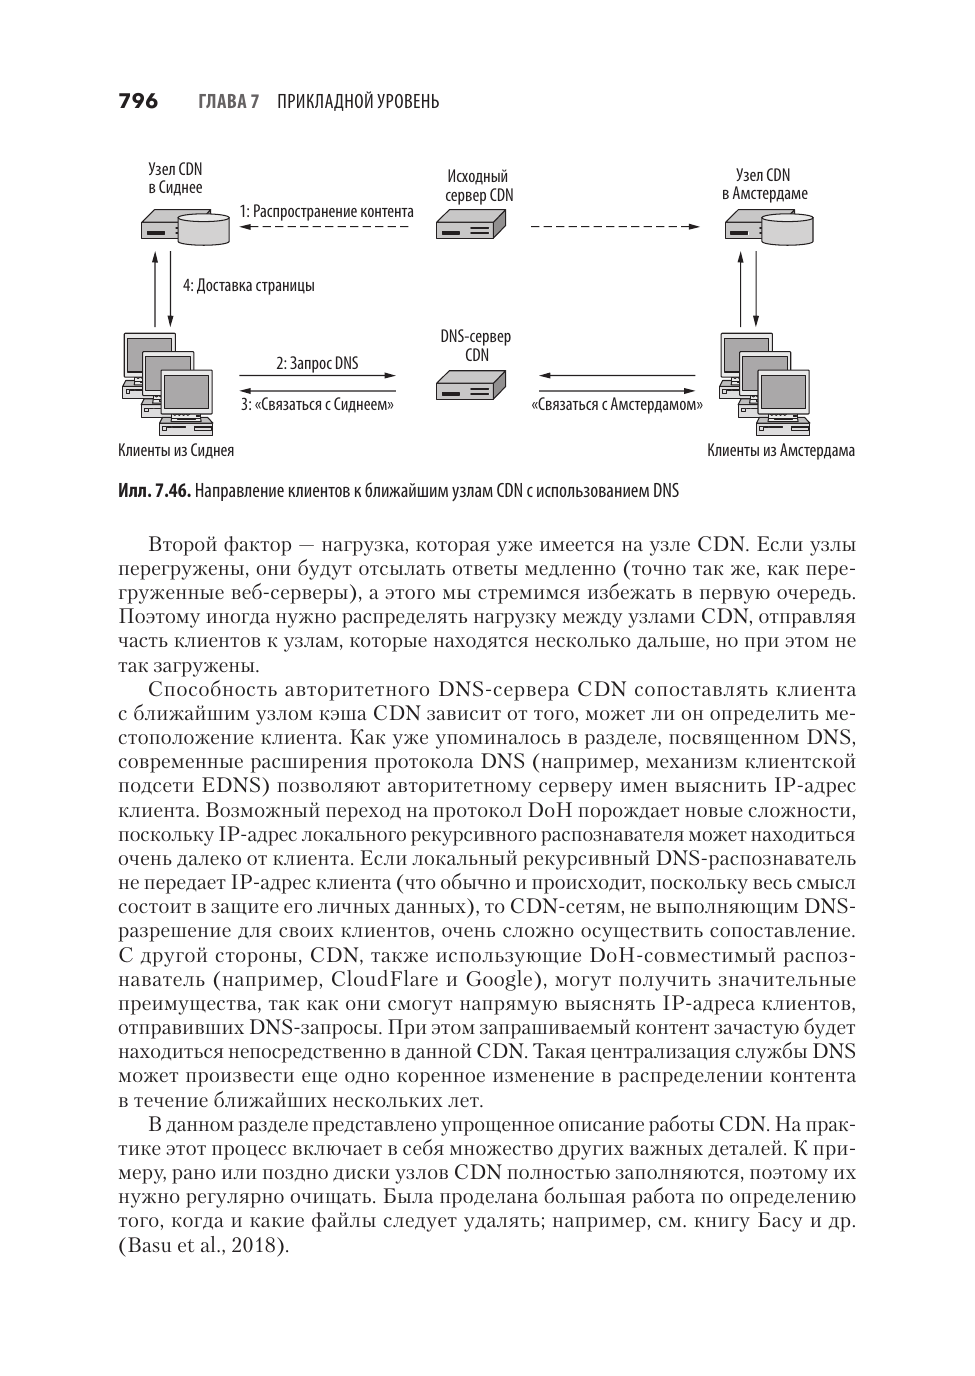 796 ГЛАВА 7 ПРИКЛАДНОЙ УРОВЕНЬ
Узел CDN
в Сиднее
Исходный
сервер CDN
Узел CDN
в Амстердаме
1: Распространение контента
4: Доставка страницы
DNS-сервер
CDN
2: Запрос DNS
3: «Связаться с Сиднеем»
«Связаться с Амстердамом»
Клиенты из Сиднея
Клиенты из Амстердама
Илл. 7.46. Направление клиентов к ближайшим узлам CDN с использованием DNS
Второй фактор — нагрузка, которая уже имеется на узле CDN. Если узлы
перегружены, они будут отсылать ответы медленно (точно так же, как пере-
груженные веб-серверы), а этого мы стремимся избежать в первую очередь.
Поэтому иногда нужно распределять нагрузку между узлами CDN, отправляя
часть клиентов к узлам, которые находятся несколько дальше, но при этом не
так загружены.
Способность авторитетного DNS-сервера CDN сопоставлять клиента
с ближайшим узлом кэша CDN зависит от того, может ли он определить ме-
стоположение клиента. Как уже упоминалось в разделе, посвященном DNS,
современные расширения протокола DNS (например, механизм клиентской
подсети EDNS) позволяют авторитетному серверу имен выяснить IP-адрес
клиента. Возможный переход на протокол DoH порождает новые сложности,
поскольку IP-адрес локального рекурсивного распознавателя может находиться
очень далеко от клиента. Если локальный рекурсивный DNS-распознаватель
не передает IP-адрес клиента (что обычно и происходит, поскольку весь смысл
состоит в защите его личных данных), то CDN-сетям, не выполняющим DNS-
разрешение для своих клиентов, очень сложно осуществить сопоставление.
С другой стороны, CDN, также использующие DoH-совместимый распоз-
наватель (например, CloudFlare и Google), могут получить значительные
преимущества, так как они смогут напрямую выяснять IP-адреса клиентов,
отправивших DNS-запросы. При этом запрашиваемый контент зачастую будет
находиться непосредственно в данной CDN. Такая централизация службы DNS
может произвести еще одно коренное изменение в распределении контента
в течение ближайших нескольких лет.
В данном разделе представлено упрощенное описание работы CDN. На прак-
тике этот процесс включает в себя множество других важных деталей. К при-
меру, рано или поздно диски узлов CDN полностью заполняются, поэтому их
нужно регулярно очищать. Была проделана большая работа по определению
того, когда и какие файлы следует удалять; например, см. книгу Басу и др.
(Basu et al., 2018).